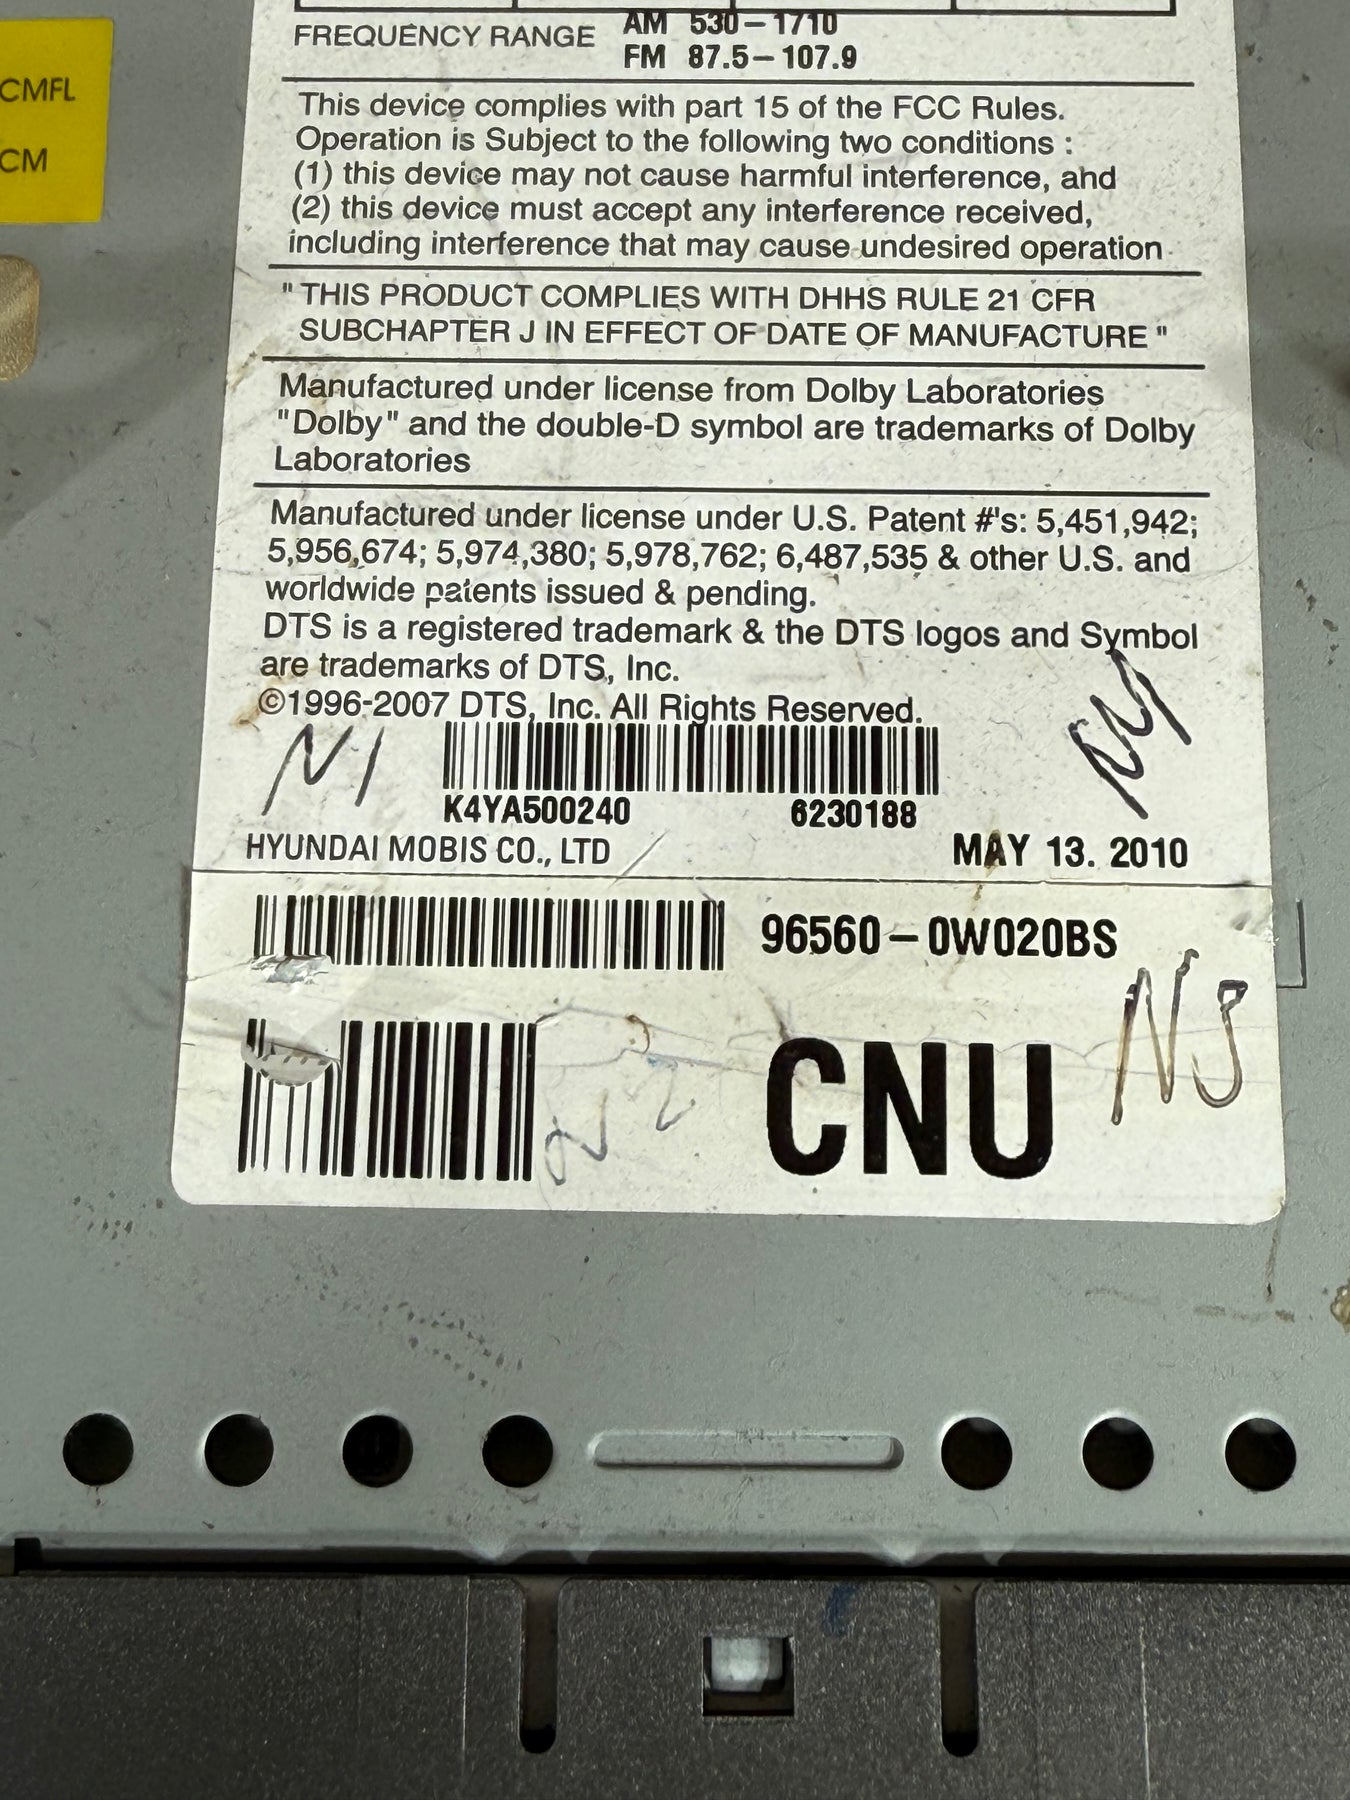 CMFL
CM
FREQUENCY RANGE AM 530-1710
FM 87.5-107.9
This device complies with part 15 of the FCC Rules.
Operation is Subject to the following two conditions :
(1) this device may not cause harmful interference, and
(2) this device must accept any interference received,
including interference that may cause undesired operation
" THIS PRODUCT COMPLIES WITH DHHS RULE 21 CFR
SUBCHAPTER J IN EFFECT OF DATE OF MANUFACTURE "
Manufactured under license from Dolby Laboratories
"Dolby" and the double-D symbol are trademarks of Dolby
Laboratories
Manufactured under license under U.S. Patent #'s: 5,451,942;
5,956,674; 5,974,380; 5,978,762; 6,487,535 & other U.S. and
worldwide patents issued & pending.
DTS is a registered trademark & the DTS logos and Symbol
are trademarks of DTS, Inc.
©1996-2007 DTS, Inc. All Rights Reserved.
N1
K4YA500240 6230188
HYUNDAI MOBIS CO., LTD MAY 13. 2010
96560-0W020BS
CNU